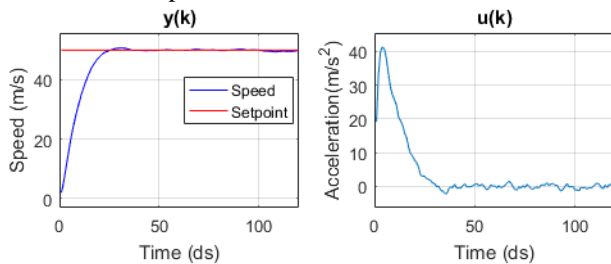 y(k)
Speed (m/s)
40
20
0
Speed
Setpoint
0
50
100
Time (ds)
u(k)
Acceleration(m/s²)
40
30
20
10
0
0
50
100
Time (ds)